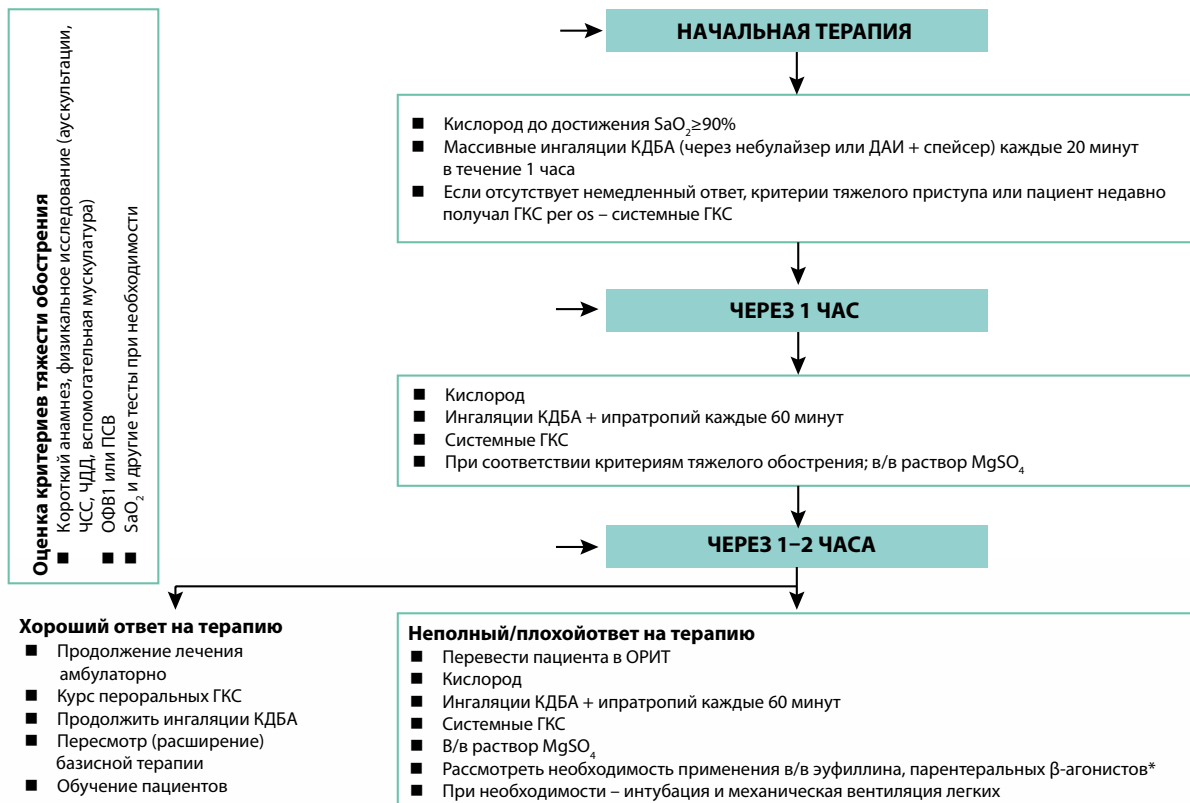 Оценка критериев тяжести обострения
■ Короткий анамнез, физикальное исследование (аускультации,
ЧСС, ЧДД, вспомогательная мускулатура)
■ ОФВ1 или ПСВ
■ SaO₂ и другие тесты при необходимости
НАЧАЛЬНАЯ ТЕРАПИЯ
■ Кислород до достижения SaO₂≥90%
■ Массивные ингаляции КДБА (через небулайзер или ДАИ + спейсер) каждые 20 минут
в течение 1 часа
■ Если отсутствует немедленный ответ, критерии тяжелого приступа или пациент недавно
получал ГКС per os – системные ГКС
ЧЕРЕЗ 1 ЧАС
■ Кислород
■ Ингаляции КДБА + ипратропий каждые 60 минут
■ Системные ГКС
■ При соответствии критериям тяжелого обострения; в/в раствор MgSO₄
ЧЕРЕЗ 1–2 ЧАСА
Хороший ответ на терапию
■ Продолжение лечения
амбулаторно
■ Курс пероральных ГКС
■ Продолжить ингаляции КДБА
■ Пересмотр (расширение)
базисной терапии
■ Обучение пациентов
Неполный/плохойответ на терапию
■ Перевести пациента в ОРИТ
■ Кислород
■ Ингаляции КДБА + ипратропий каждые 60 минут
■ Системные ГКС
■ В/в раствор MgSO₄
■ Рассмотреть необходимость применения в/в эуфиллина, парентеральных β-агонистов*
■ При необходимости – интубация и механическая вентиляция легких